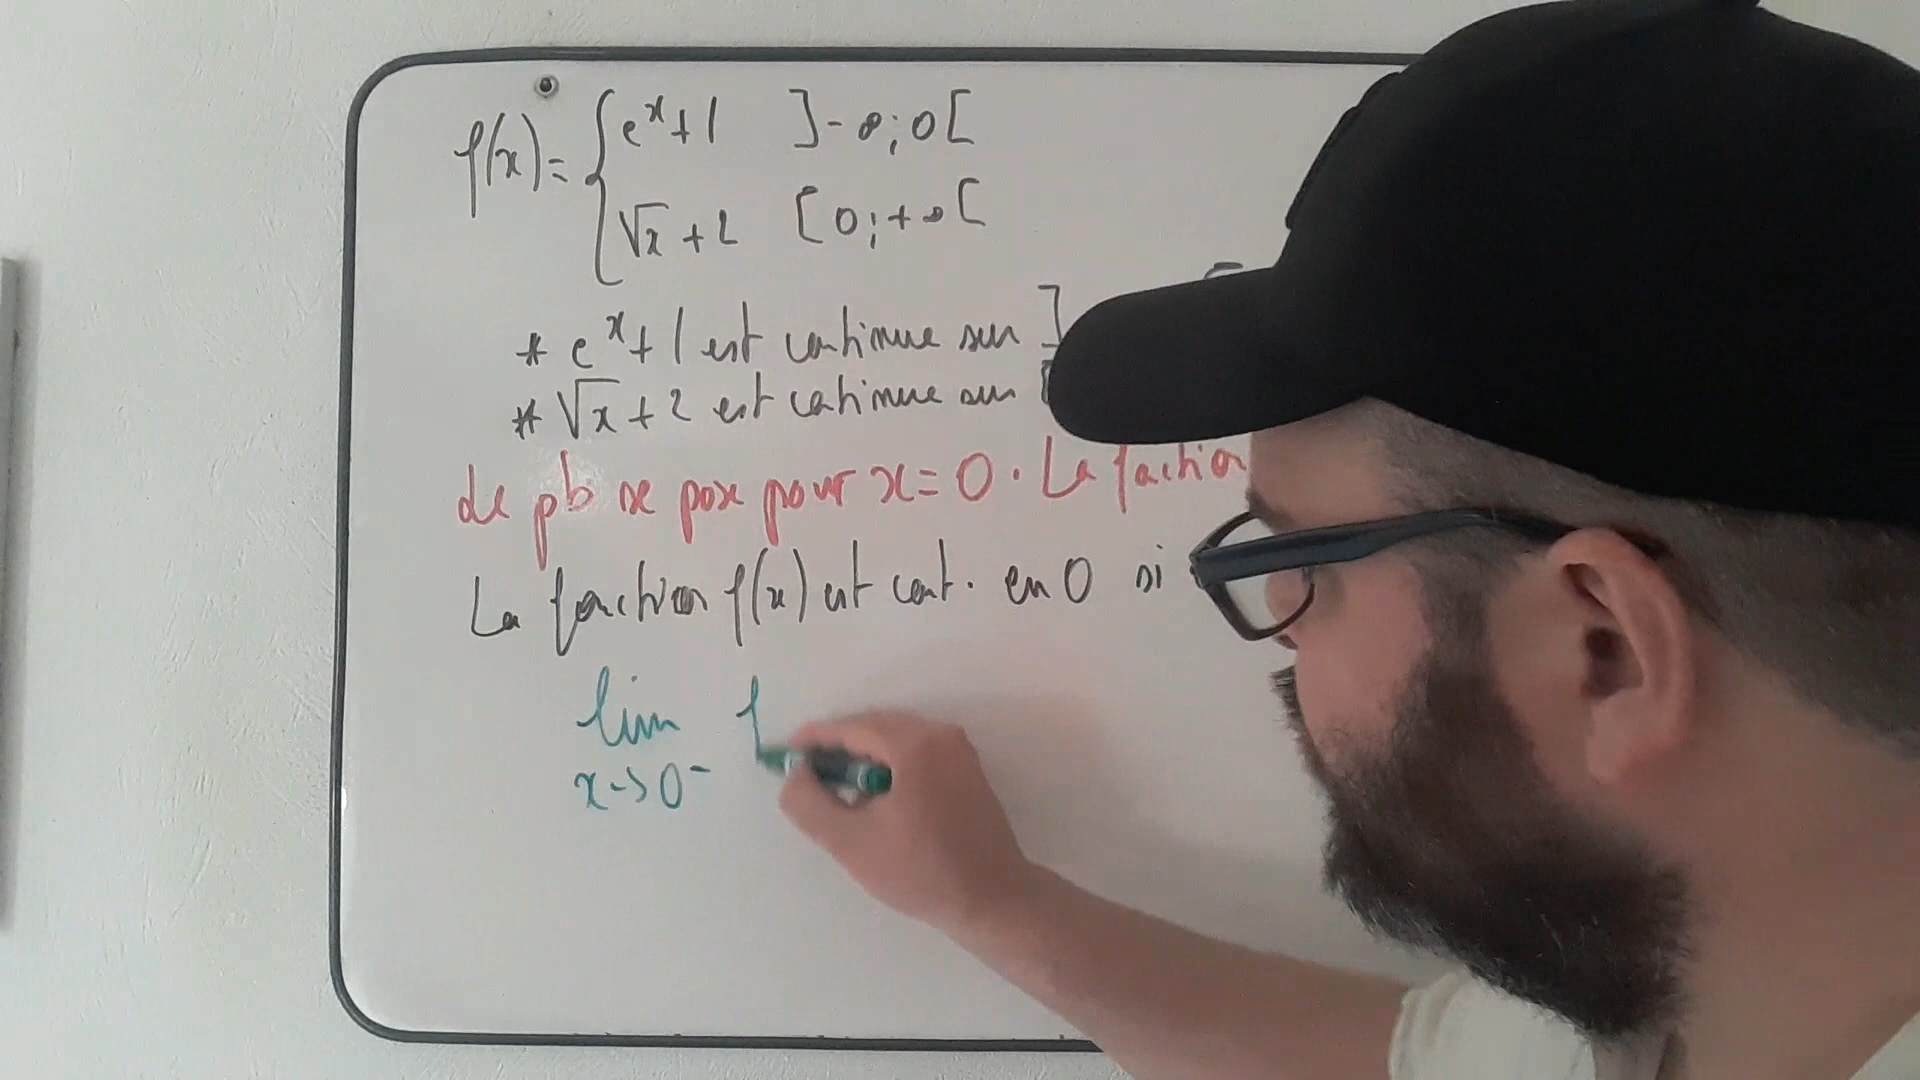 f(x) = { e^x + 1 ]-∞; 0[
√x + 2 [0; +∞[
* e^x + 1 est continue sur ]
* √x + 2 est continue sur [
Le pb se pose pour x = 0. La fonction
La fonction f(x) est cont. en 0 si
lim f
x → 0⁻